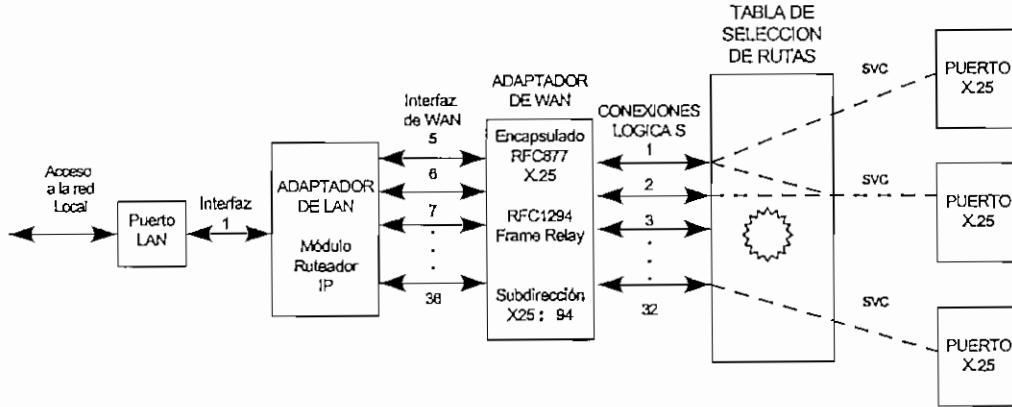 TABLA DE
SELECCION
DE RUTAS
SVC
PUERTO
X.25
ADAPTADOR
DE WAN
Interfaz
de WAN
CONEXIONES
LOGICA S
5
Encapsulado
RFC877
X.25
1
Acceso
a la red
Local
6
2
SVC
PUERTO
X.25
Puerto
LAN
Interfaz
1
ADAPTADOR
DE LAN
Módulo
Ruteador
IP
7
RFC1294
Frame Relay
3
.
.
.
.
.
.
38
Subdirección
X25 : 94
32
SVC
PUERTO
X.25